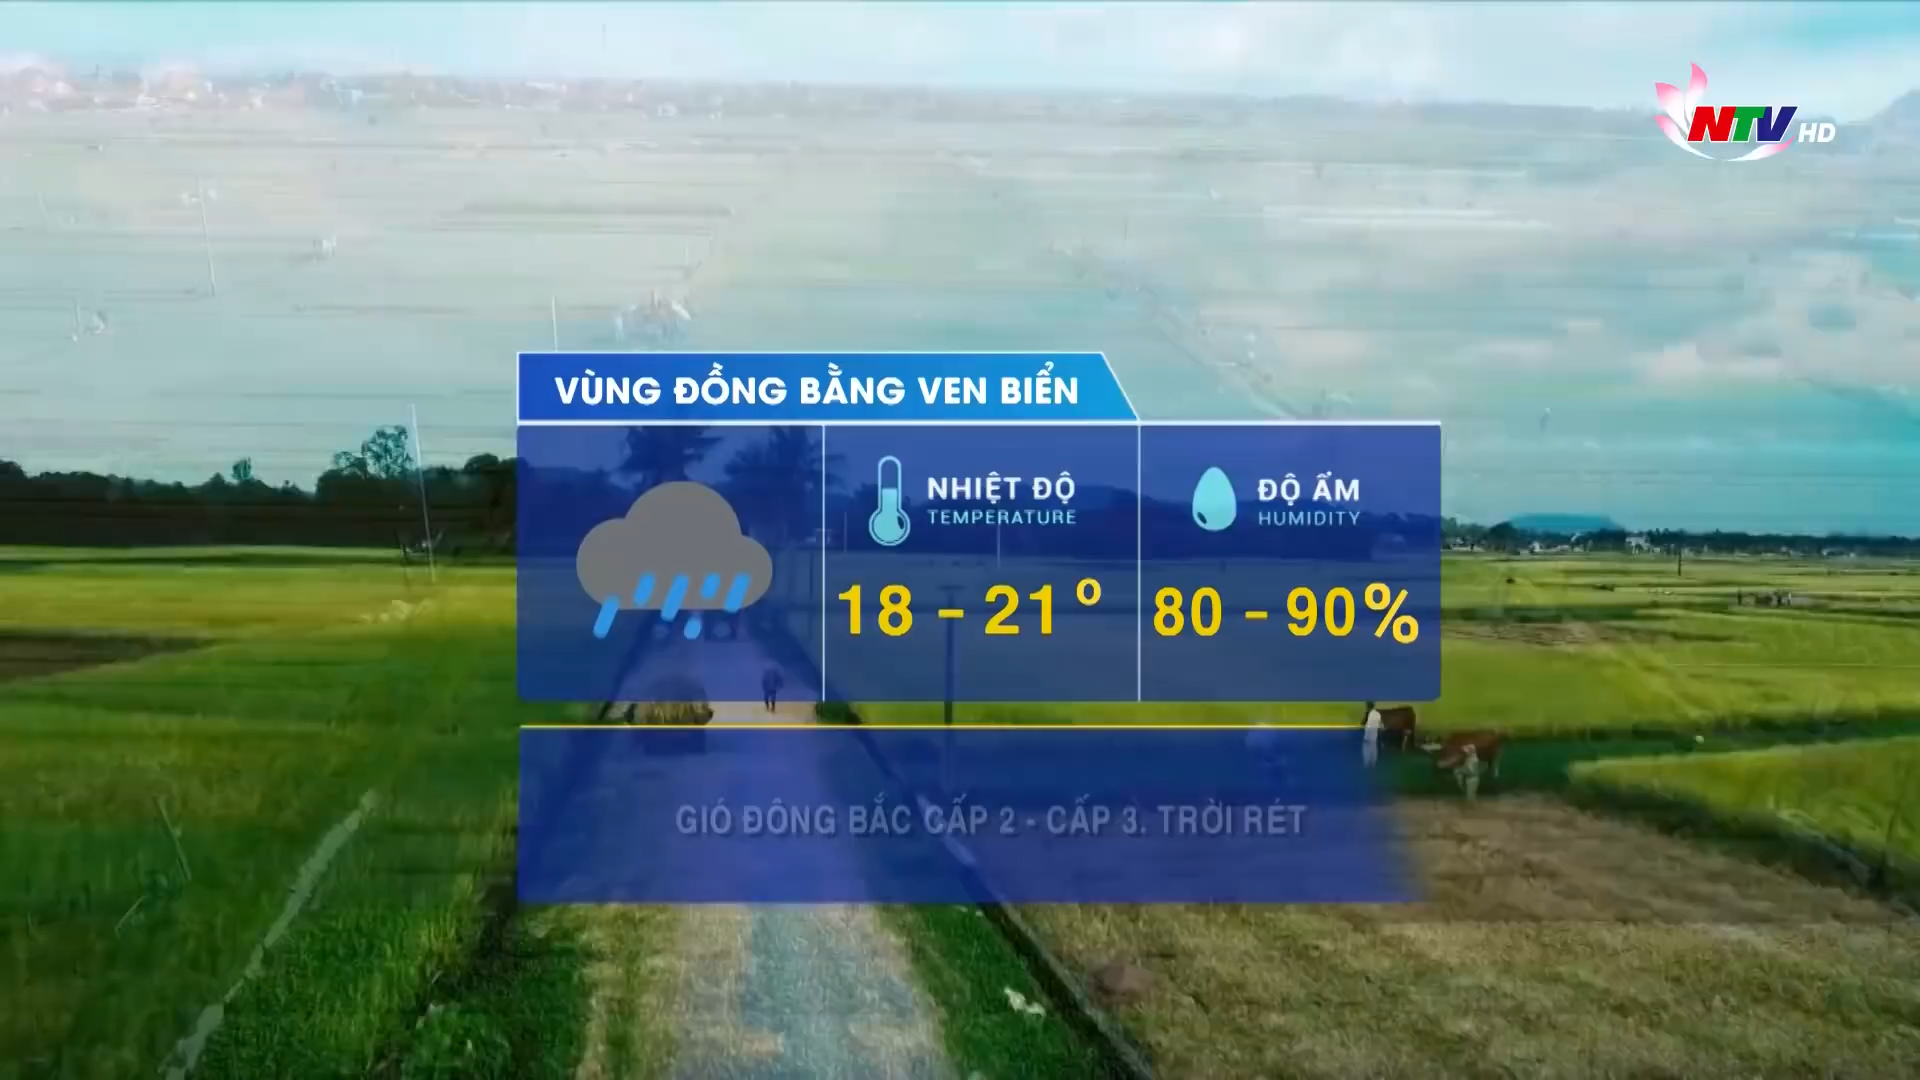 NTV HD
VÙNG ĐỒNG BẰNG VEN BIỂN
NHIỆT ĐỘ
TEMPERATURE
18 - 21°
ĐỘ ẨM
HUMIDITY
80 - 90%
GIÓ ĐÔNG BẮC CẤP 2 - CẤP 3. TRỜI RÉT